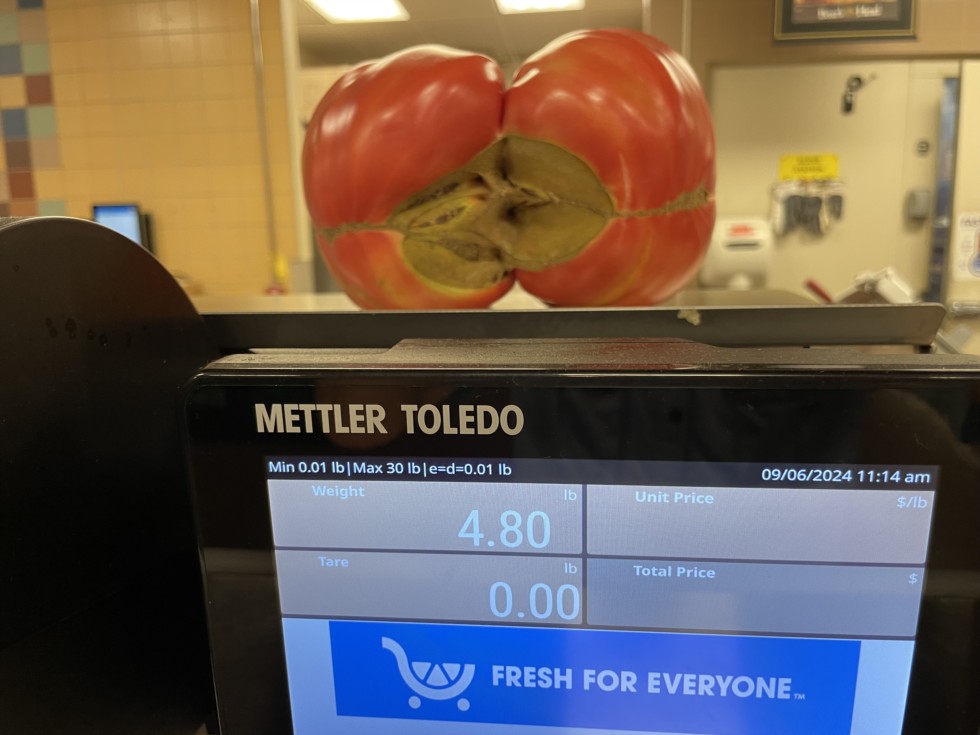 METTLER TOLEDO
Min 0.01 lb|Max 30 lb|e=d=0.01 lb 09/06/2024 11:14 am
Weight lb Unit Price $/lb
4.80
Tare lb Total Price $
0.00
FRESH FOR EVERYONE™